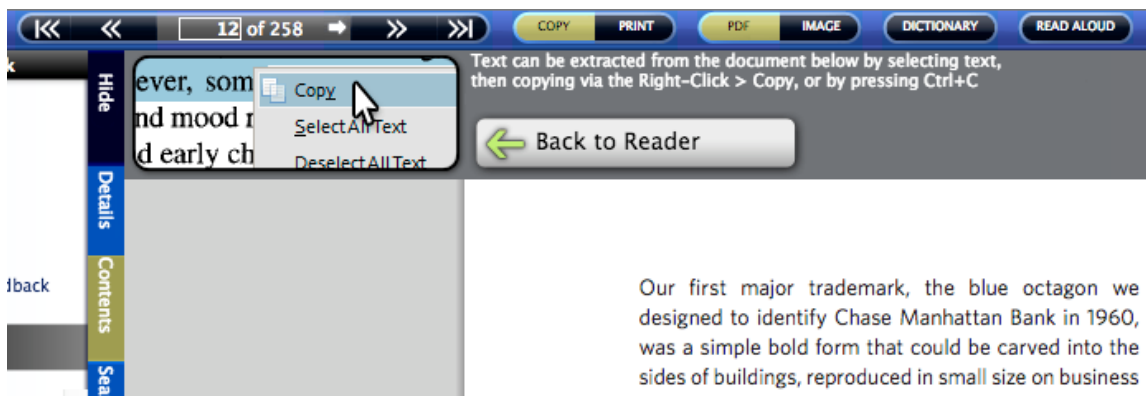 12 of 258
COPY
PRINT
PDF
IMAGE
DICTIONARY
READ ALOUD
Hide
Details
Contents
dback
ever, som
nd mood
d early ch
Copy
Select All Text
Deselect All Text
Text can be extracted from the document below by selecting text,
then copying via the Right-Click > Copy, or by pressing Ctrl+C
Back to Reader
Our first major trademark, the blue octagon we
designed to identify Chase Manhattan Bank in 1960,
was a simple bold form that could be carved into the
sides of buildings, reproduced in small size on business